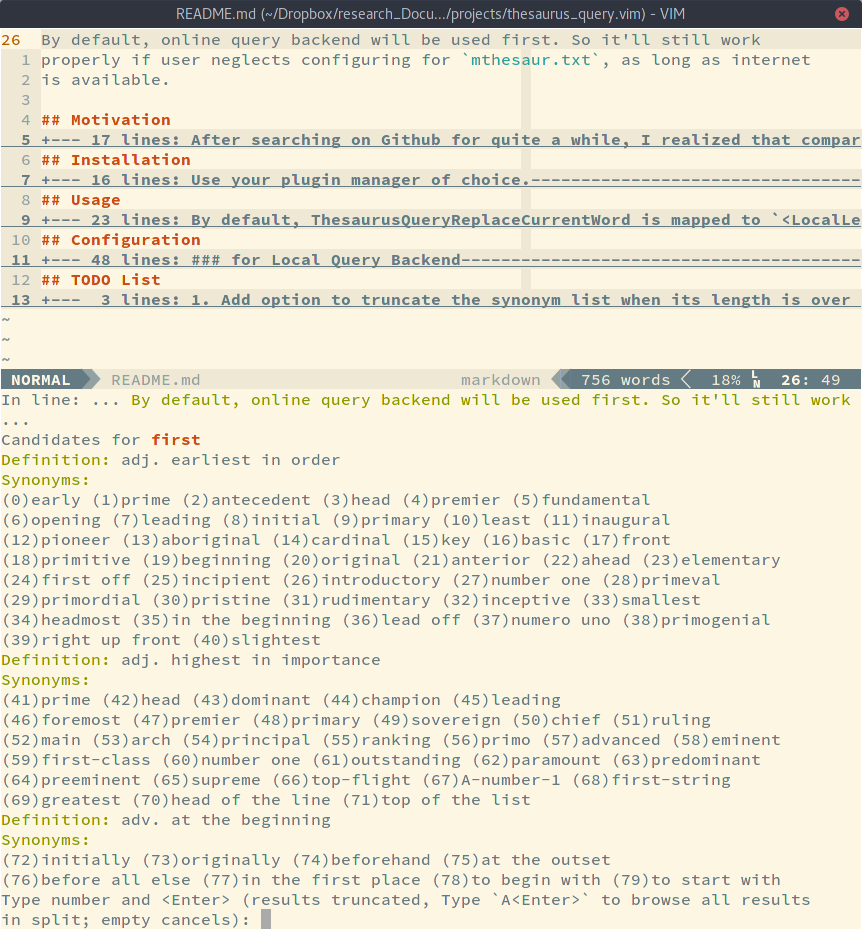 README.md (~/Dropbox/research_Docu.../projects/thesaurus_query.vim) - VIM
26 By default, online query backend will be used first. So it'll still work
1 properly if user neglects configuring for `mthesaur.txt`, as long as internet
2 is available.
3
4 ## Motivation
5 +--- 17 lines: After searching on Github for quite a while, I realized that compar
6 ## Installation
7 +--- 16 lines: Use your plugin manager of choice.---------------------------------
8 ## Usage
9 +--- 23 lines: By default, ThesaurusQueryReplaceCurrentWord is mapped to `<LocalLe
10 ## Configuration
11 +--- 48 lines: ### for Local Query Backend----------------------------------------
12 ## TODO List
13 +---  3 lines: 1. Add option to truncate the synonym list when its length is over
~
~
~
NORMAL README.md markdown 756 words 18% LN 26: 49
In line: ... By default, online query backend will be used first. So it'll still work
...
Candidates for first
Definition: adj. earliest in order
Synonyms:
(0)early (1)prime (2)antecedent (3)head (4)premier (5)fundamental
(6)opening (7)leading (8)initial (9)primary (10)least (11)inaugural
(12)pioneer (13)aboriginal (14)cardinal (15)key (16)basic (17)front
(18)primitive (19)beginning (20)original (21)anterior (22)ahead (23)elementary
(24)first off (25)incipient (26)introductory (27)number one (28)primeval
(29)primordial (30)pristine (31)rudimentary (32)inceptive (33)smallest
(34)headmost (35)in the beginning (36)lead off (37)numero uno (38)primogenial
(39)right up front (40)slightest
Definition: adj. highest in importance
Synonyms:
(41)prime (42)head (43)dominant (44)champion (45)leading
(46)foremost (47)premier (48)primary (49)sovereign (50)chief (51)ruling
(52)main (53)arch (54)principal (55)ranking (56)primo (57)advanced (58)eminent
(59)first-class (60)number one (61)outstanding (62)paramount (63)predominant
(64)preeminent (65)supreme (66)top-flight (67)A-number-1 (68)first-string
(69)greatest (70)head of the line (71)top of the list
Definition: adv. at the beginning
Synonyms:
(72)initially (73)originally (74)beforehand (75)at the outset
(76)before all else (77)in the first place (78)to begin with (79)to start with
Type number and <Enter> (results truncated, Type `A<Enter>` to browse all results
in split; empty cancels):